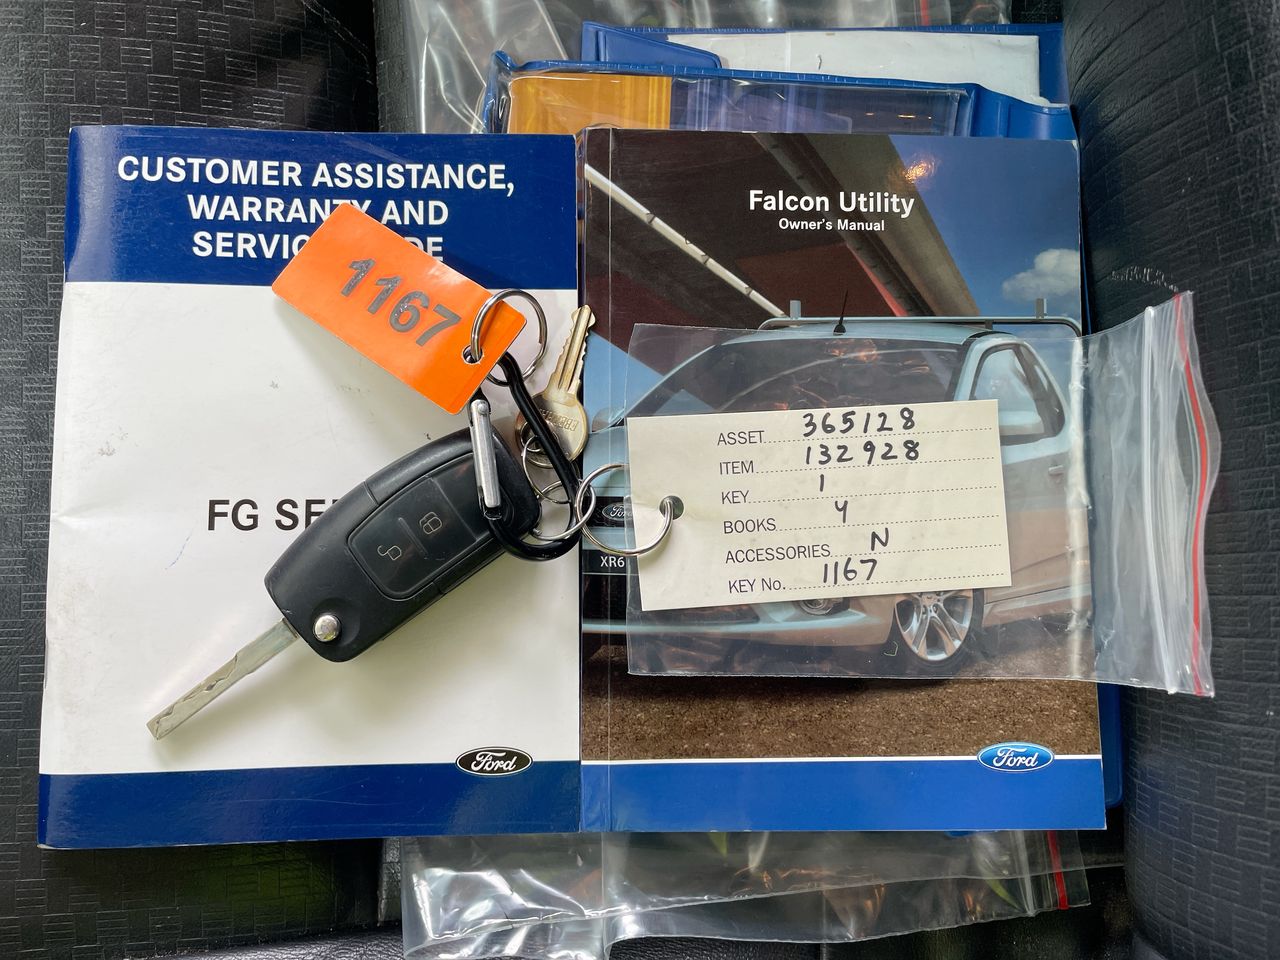 CUSTOMER ASSISTANCE,
WARRANTY AND
Falcon Utility
Owner's Manual
1167
FG
XR6
ASSET 365128
ITEM 132928
KEY 1
BOOKS 4
ACCESSORIES N
KEY No. 1167
Ford
Ford
Ford